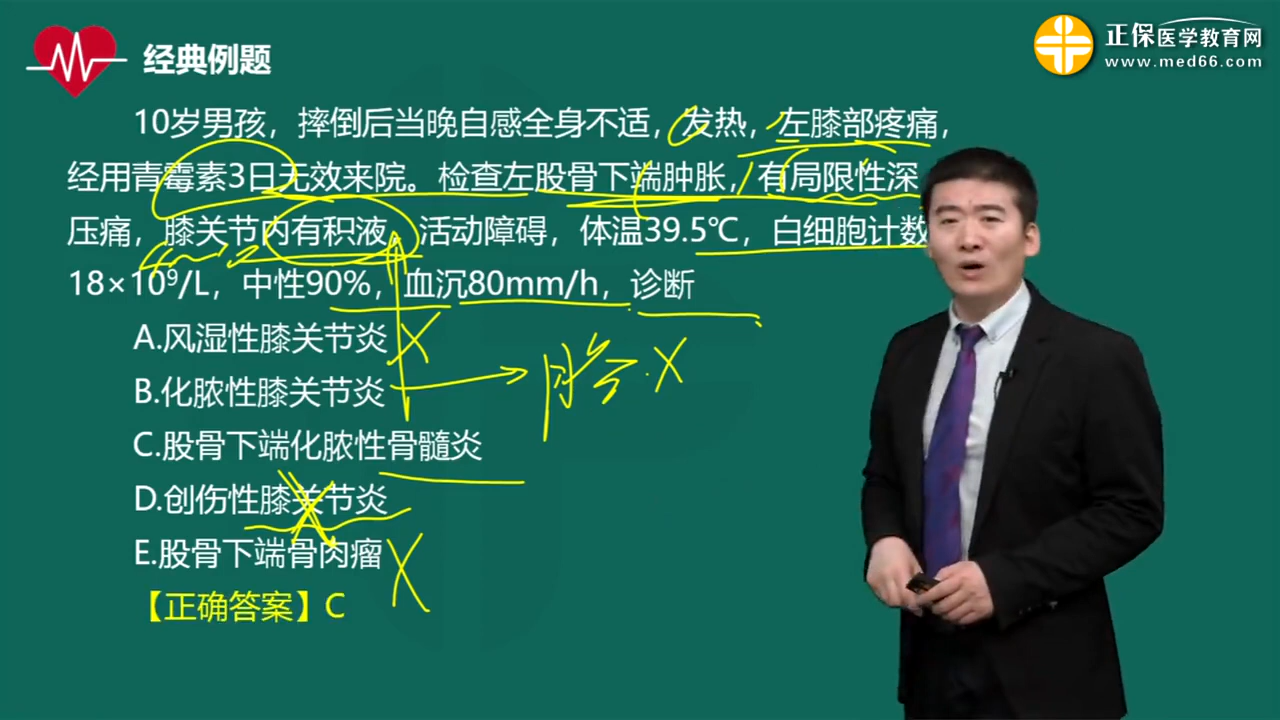 经典例题
正保医学教育网
www.med66.com
10岁男孩，摔倒后当晚自感全身不适，发热，左膝部疼痛，
经用青霉素3日无效来院。检查左股骨下端肿胀，有局限性深
压痛，膝关节内有积液，活动障碍，体温39.5℃，白细胞计数
18×10⁹/L，中性90%，血沉80mm/h，诊断
A.风湿性膝关节炎
B.化脓性膝关节炎
C.股骨下端化脓性骨髓炎
D.创伤性膝关节炎
E.股骨下端骨肉瘤
【正确答案】C